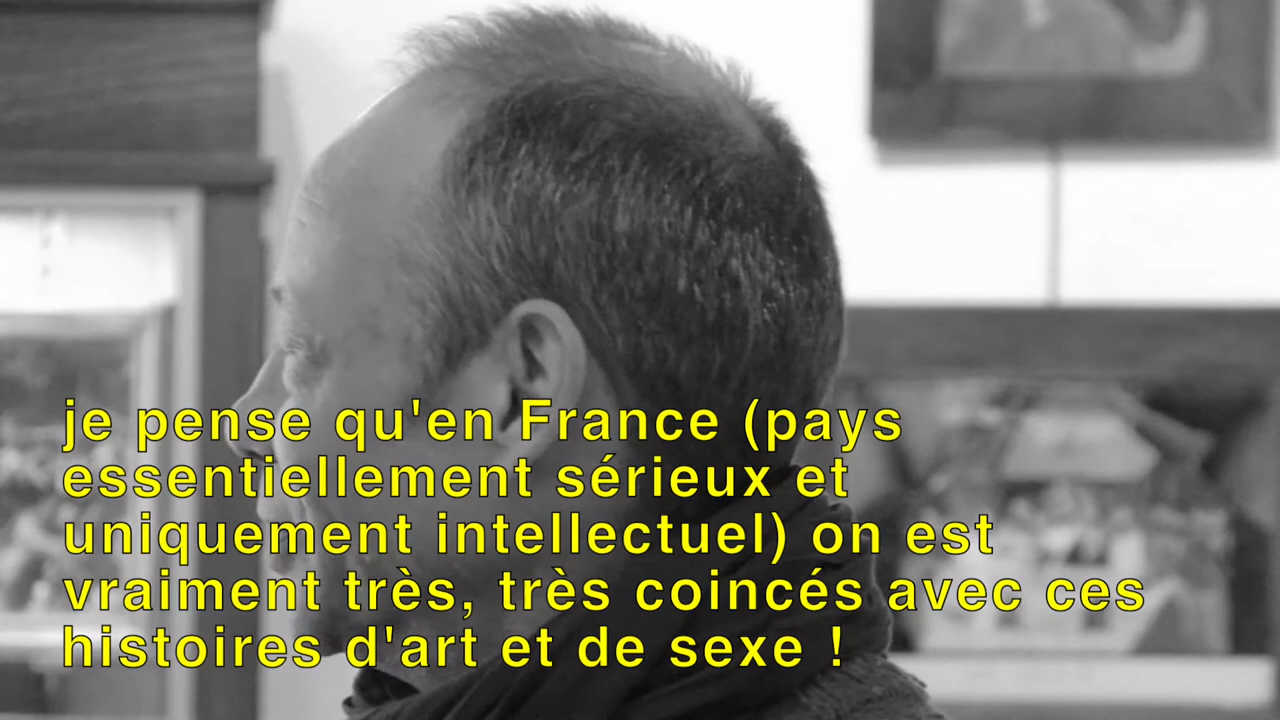 je pense qu'en France (pays
essentiellement sérieux et
uniquement intellectuel) on est
vraiment très, très coincés avec ces
histoires d'art et de sexe !